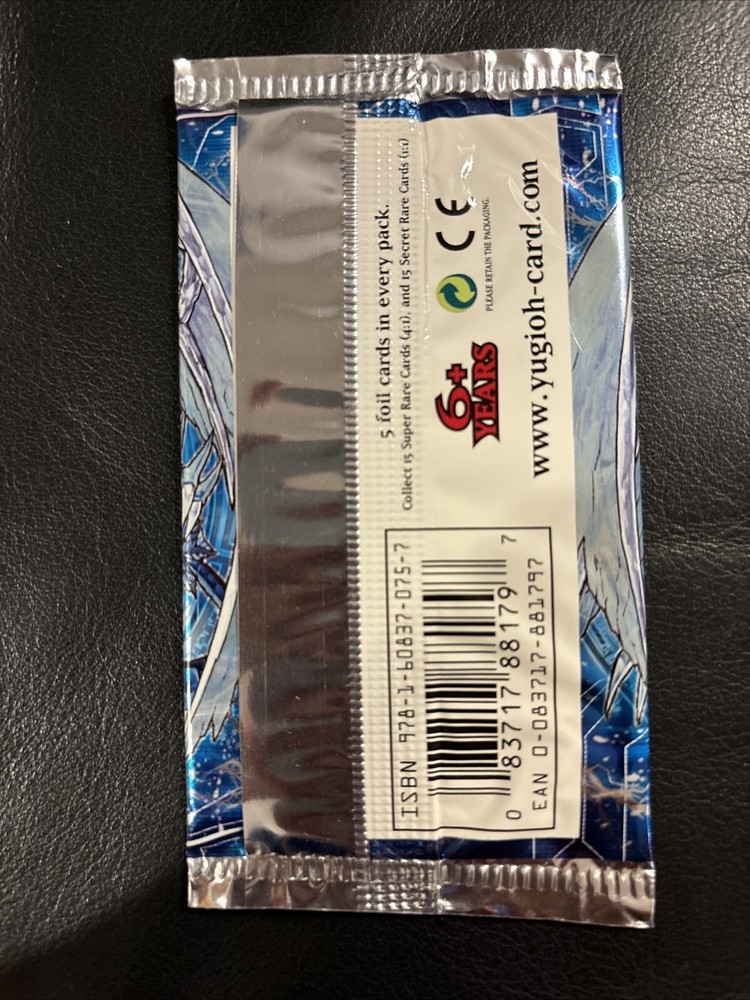 5 foil cards in every pack.
Collect 15 Super Rare Cards (4:1), and 15 Secret Rare Cards (1:1)
CE
PLEASE RETAIN THE PACKAGING.
6+
YEARS
www.yugioh-card.com
ISBN 978-1-60837-075-7
0 83717 88179 7
EAN 0-083717-881797